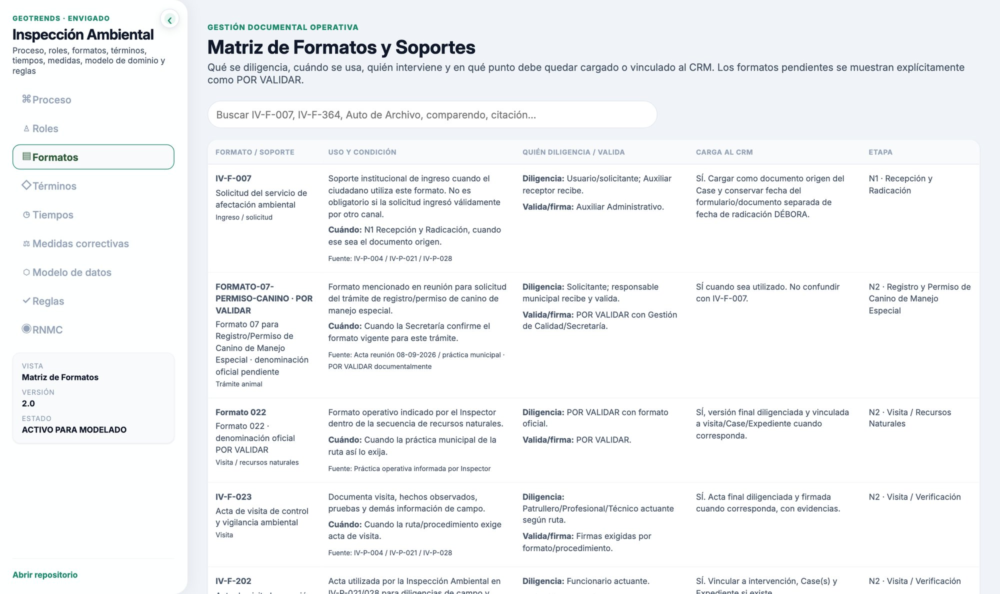 GEOTRENDS · ENVIGADO
Inspección Ambiental
Proceso, roles, formatos, términos,
tiempos, medidas, modelo de dominio y
reglas
Proceso
Roles
Formatos
Términos
Tiempos
Medidas correctivas
Modelo de datos
Reglas
RNMC
VISTA
Matriz de Formatos
VERSIÓN
2.0
ESTADO
ACTIVO PARA MODELADO
Abrir repositorio
GESTIÓN DOCUMENTAL OPERATIVA
Matriz de Formatos y Soportes
Qué se diligencia, cuándo se usa, quién interviene y en qué punto debe quedar cargado o vinculado al CRM. Los formatos pendientes se muestran explícitamente
como POR VALIDAR.
Buscar IV-F-007, IV-F-364, Auto de Archivo, comparendo, citación...
FORMATO / SOPORTE
USO Y CONDICIÓN
QUIÉN DILIGENCIA / VALIDA
CARGA AL CRM
ETAPA
IV-F-007
Solicitud del servicio de
afectación ambiental
Ingreso / solicitud
Soporte institucional de ingreso cuando el
ciudadano utiliza este formato. No es
obligatorio si la solicitud ingresó válidamente
por otro canal.
Cuándo: N1 Recepción y Radicación, cuando
ese sea el documento origen.
Fuente: IV-P-004 / IV-P-021 / IV-P-028
Diligencia: Usuario/solicitante; Auxiliar
receptor recibe.
Valida/firma: Auxiliar Administrativo.
SÍ. Cargar como documento origen del
Case y conservar fecha del
formulario/documento separada de
fecha de radicación DÉBORA.
N1 · Recepción y
Radicación
FORMATO-07-
PERMISO-CANINO · POR
VALIDAR
Formato 07 para
Registro/Permiso de
Canino de Manejo
Especial · denominación
oficial pendiente
Trámite animal
Formato mencionado en reunión para solicitud
del trámite de registro/permiso de canino de
manejo especial.
Cuándo: Cuando la Secretaría confirme el
formato vigente para este trámite.
Fuente: Acta reunión 08-09-2026 / práctica municipal ·
POR VALIDAR documentalmente
Diligencia: Solicitante; responsable
municipal recibe y valida.
Valida/firma: POR VALIDAR con Gestión
de Calidad/Secretaría.
SÍ cuando sea utilizado. No confundir
con IV-F-007.
N2 · Registro y Permiso de
Canino de Manejo
Especial
Formato 022
Formato 022 ·
denominación oficial
POR VALIDAR
Visita / recursos naturales
Formato operativo indicado por el Inspector
dentro de la secuencia de recursos naturales.
Cuándo: Cuando la práctica municipal de la
ruta así lo exija.
Fuente: Práctica operativa informada por Inspector
Diligencia: POR VALIDAR con formato
oficial.
Valida/firma: POR VALIDAR.
SÍ, versión final diligenciada y vinculada
a visita/Case/Expediente cuando
corresponda.
N2 · Visita / Recursos
Naturales
IV-F-023
Acta de visita de control
y vigilancia ambiental
Visita
Documenta visita, hechos observados,
pruebas y demás información de campo.
Cuándo: Cuando la ruta/procedimiento exige
acta de visita.
Fuente: IV-P-004 / IV-P-021 / IV-P-028
Diligencia:
Patrullero/Profesional/Técnico actuante
según ruta.
Valida/firma: Firmas exigidas por
formato/procedimiento.
SÍ. Acta final diligenciada y firmada
cuando corresponda, con evidencias.
N2 · Visita / Verificación
IV-F-202
Acta utilizada por la Inspección Ambiental en
IV-P-021/028 para diligencias de campo y
Diligencia: Funcionario actuante.
SÍ. Vincular a intervención, Case(s) y
Expediente si existe.
N2 · Visita / Verificación